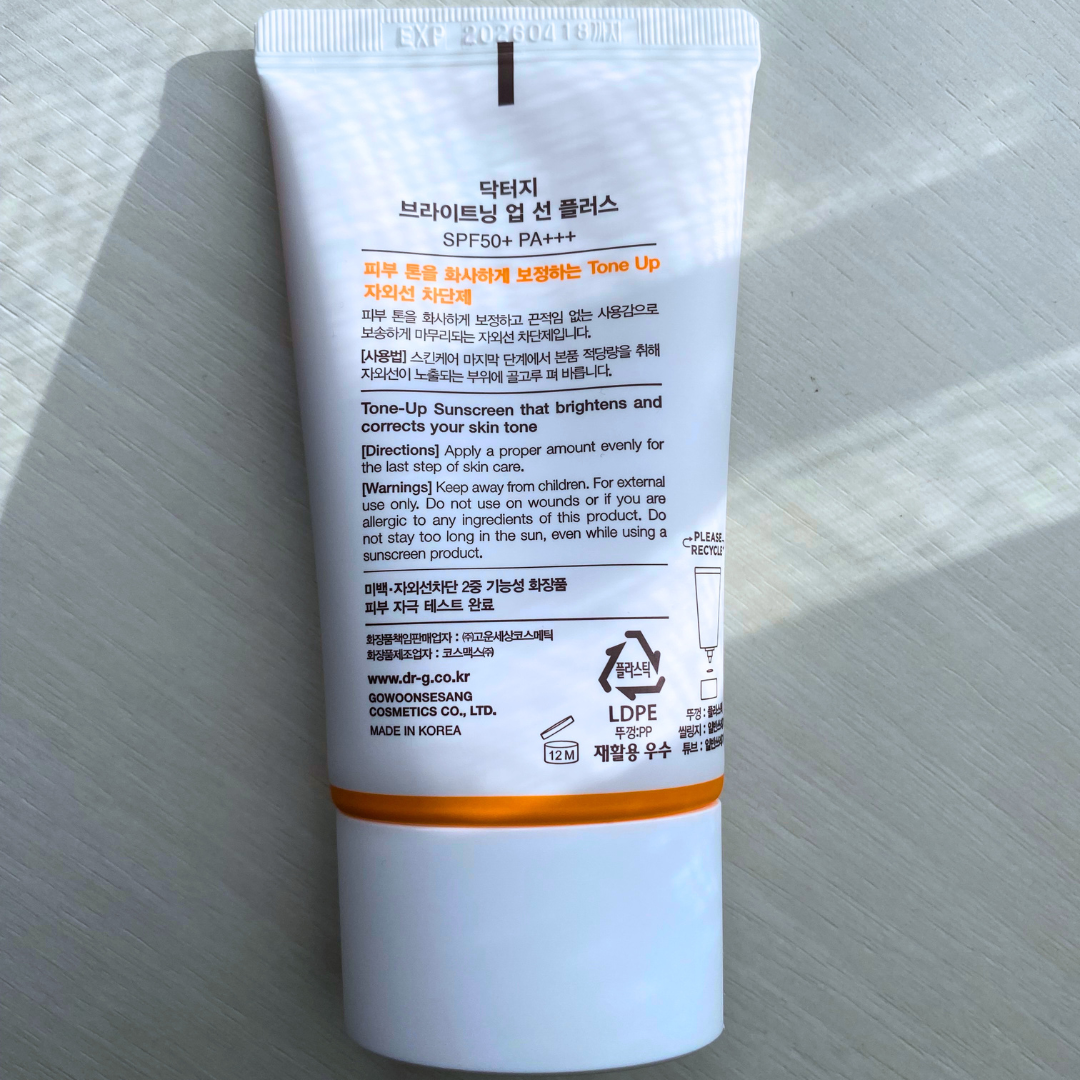 EXP 20260418까지
닥터지
브라이트닝 업 선 플러스
SPF50+ PA+++
피부 톤을 화사하게 보정하는 Tone Up
자외선 차단제
피부 톤을 화사하게 보정하고 끈적임 없는 사용감으로
보송하게 마무리되는 자외선 차단제입니다.
[사용법] 스킨케어 마지막 단계에서 본품 적당량을 취해
자외선이 노출되는 부위에 골고루 펴 바릅니다.
Tone-Up Sunscreen that brightens and
corrects your skin tone
[Directions] Apply a proper amount evenly for
the last step of skin care.
[Warnings] Keep away from children. For external
use only. Do not use on wounds or if you are
allergic to any ingredients of this product. Do
not stay too long in the sun, even while using a
sunscreen product.
미백·자외선차단 2중 기능성 화장품
피부 자극 테스트 완료
화장품책임판매업자 : ㈜고운세상코스메틱
화장품제조업자 : 코스맥스㈜
www.dr-g.co.kr
GOWOONSESANG
COSMETICS CO., LTD.
MADE IN KOREA
12M
플라스틱
LDPE
뚜껑:PP
재활용 우수
PLEASE
RECYCLE
뚜껑 :
씰링지 :
튜브 :